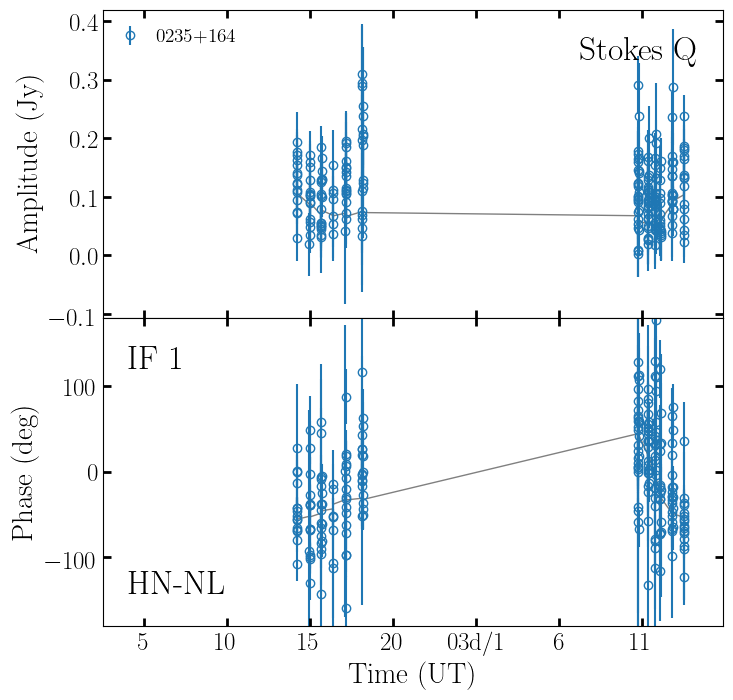 0235+164
Stokes Q
0.4
0.3
0.2
0.1
0.0
−0.1
Amplitude (Jy)
IF 1
100
0
−100
Phase (deg)
HN-NL
5 10 15 20 03d/1 6 11
Time (UT)